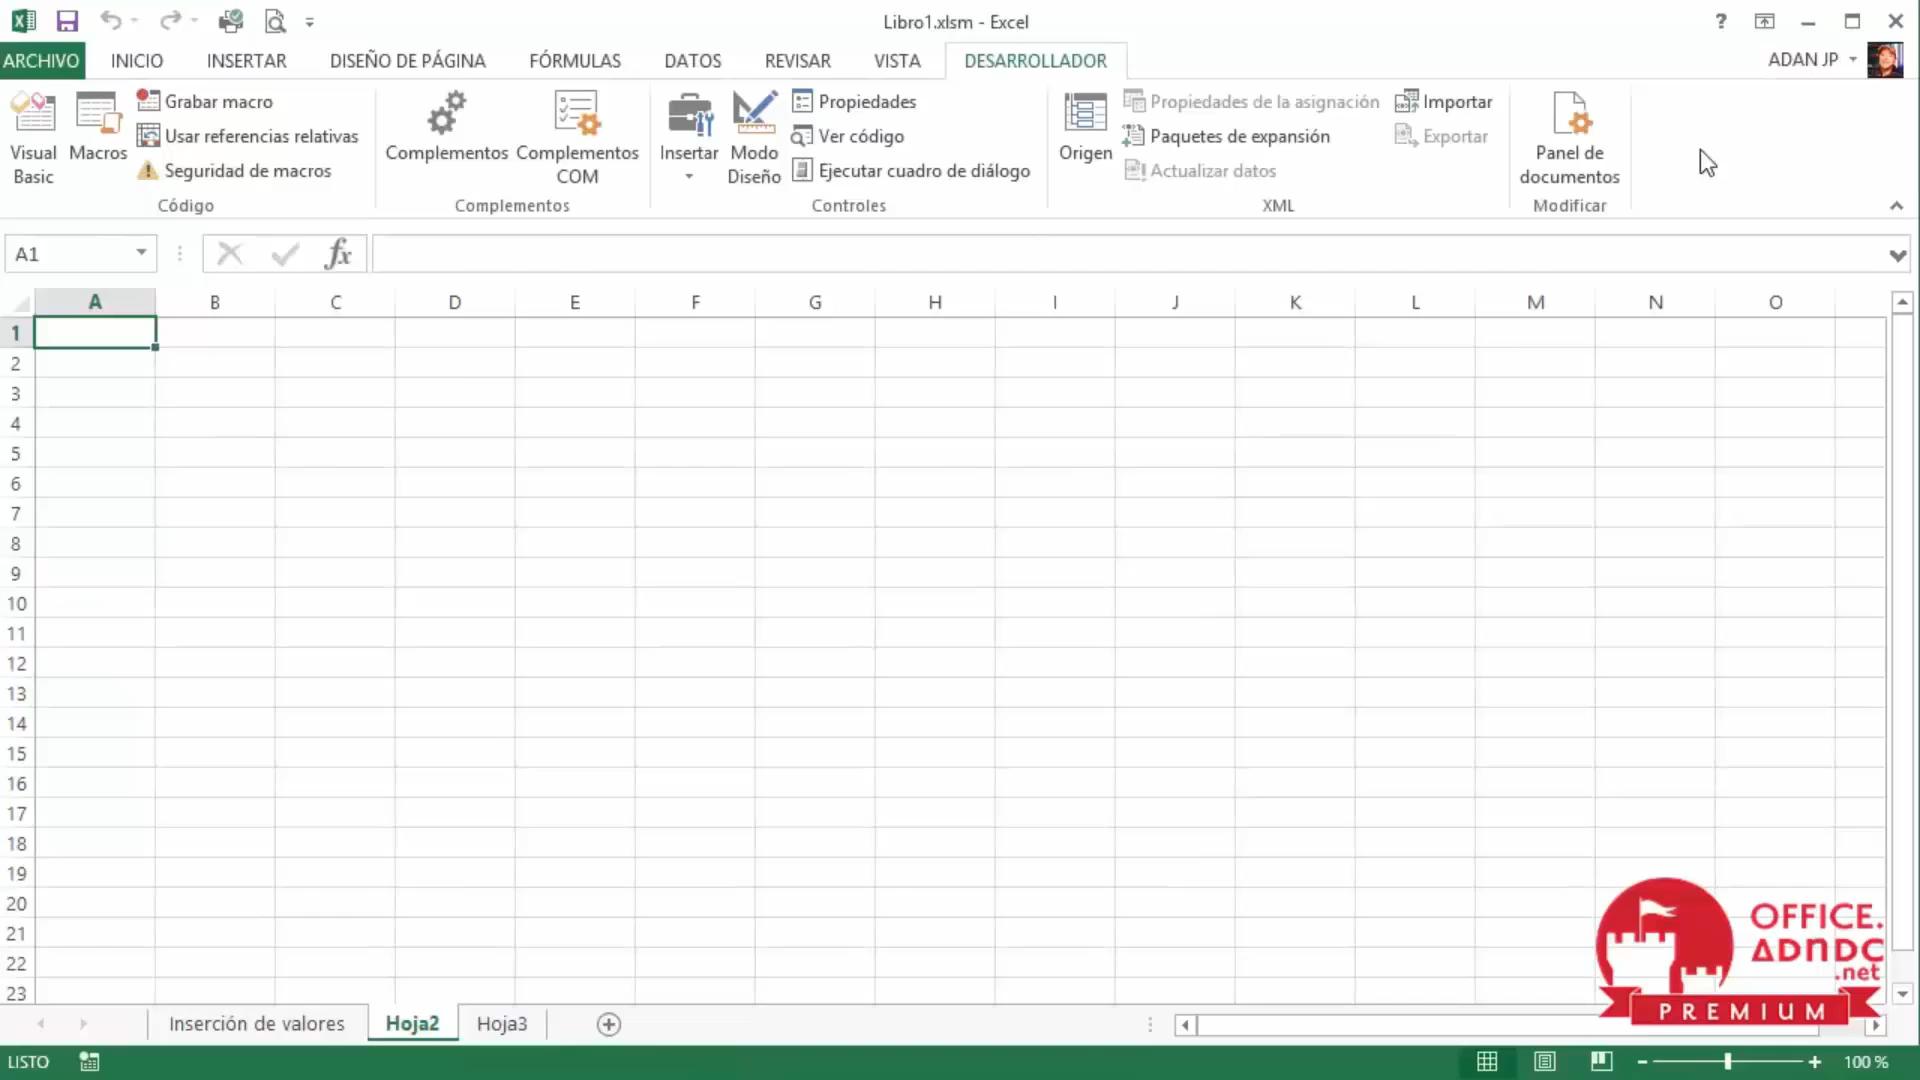 Libro1.xlsm - Excel
?
ARCHIVO INICIO INSERTAR DISEÑO DE PÁGINA FÓRMULAS DATOS REVISAR VISTA DESARROLLADOR ADAN JP
Visual Basic
Macros
Grabar macro
Usar referencias relativas
Seguridad de macros
Código
Complementos
Complementos COM
Complementos
Insertar
Modo Diseño
Propiedades
Ver código
Ejecutar cuadro de diálogo
Controles
Origen
Propiedades de la asignación
Paquetes de expansión
Actualizar datos
Importar
Exportar
XML
Panel de documentos
Modificar
A1
fx
A B C D E F G H I J K L M N O
1
2
3
4
5
6
7
8
9
10
11
12
13
14
15
16
17
18
19
20
21
22
23
OFFICE.
ADNDC
.net
PREMIUM
Inserción de valores Hoja2 Hoja3
LISTO
100 %